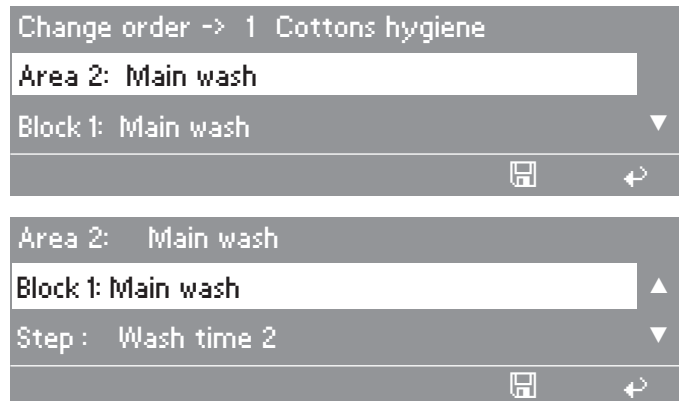 Change order -> 1 Cottons hygiene
Area 2: Main wash
Block 1: Main wash
Area 2: Main wash
Block 1: Main wash
Step : Wash time 2